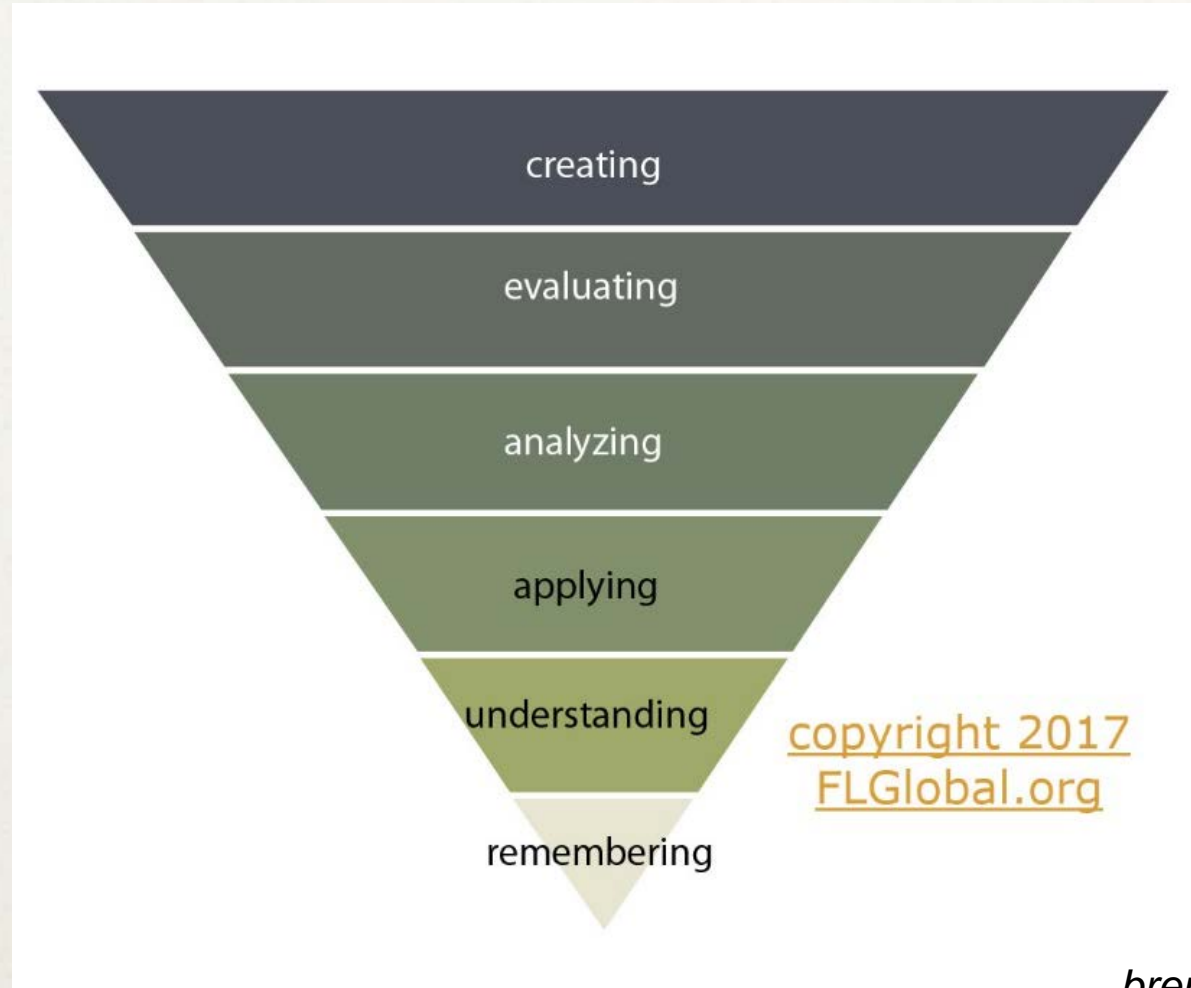 creating
evaluating
analyzing
applying
understanding
copyright 2017
FLGlobal.org
remembering